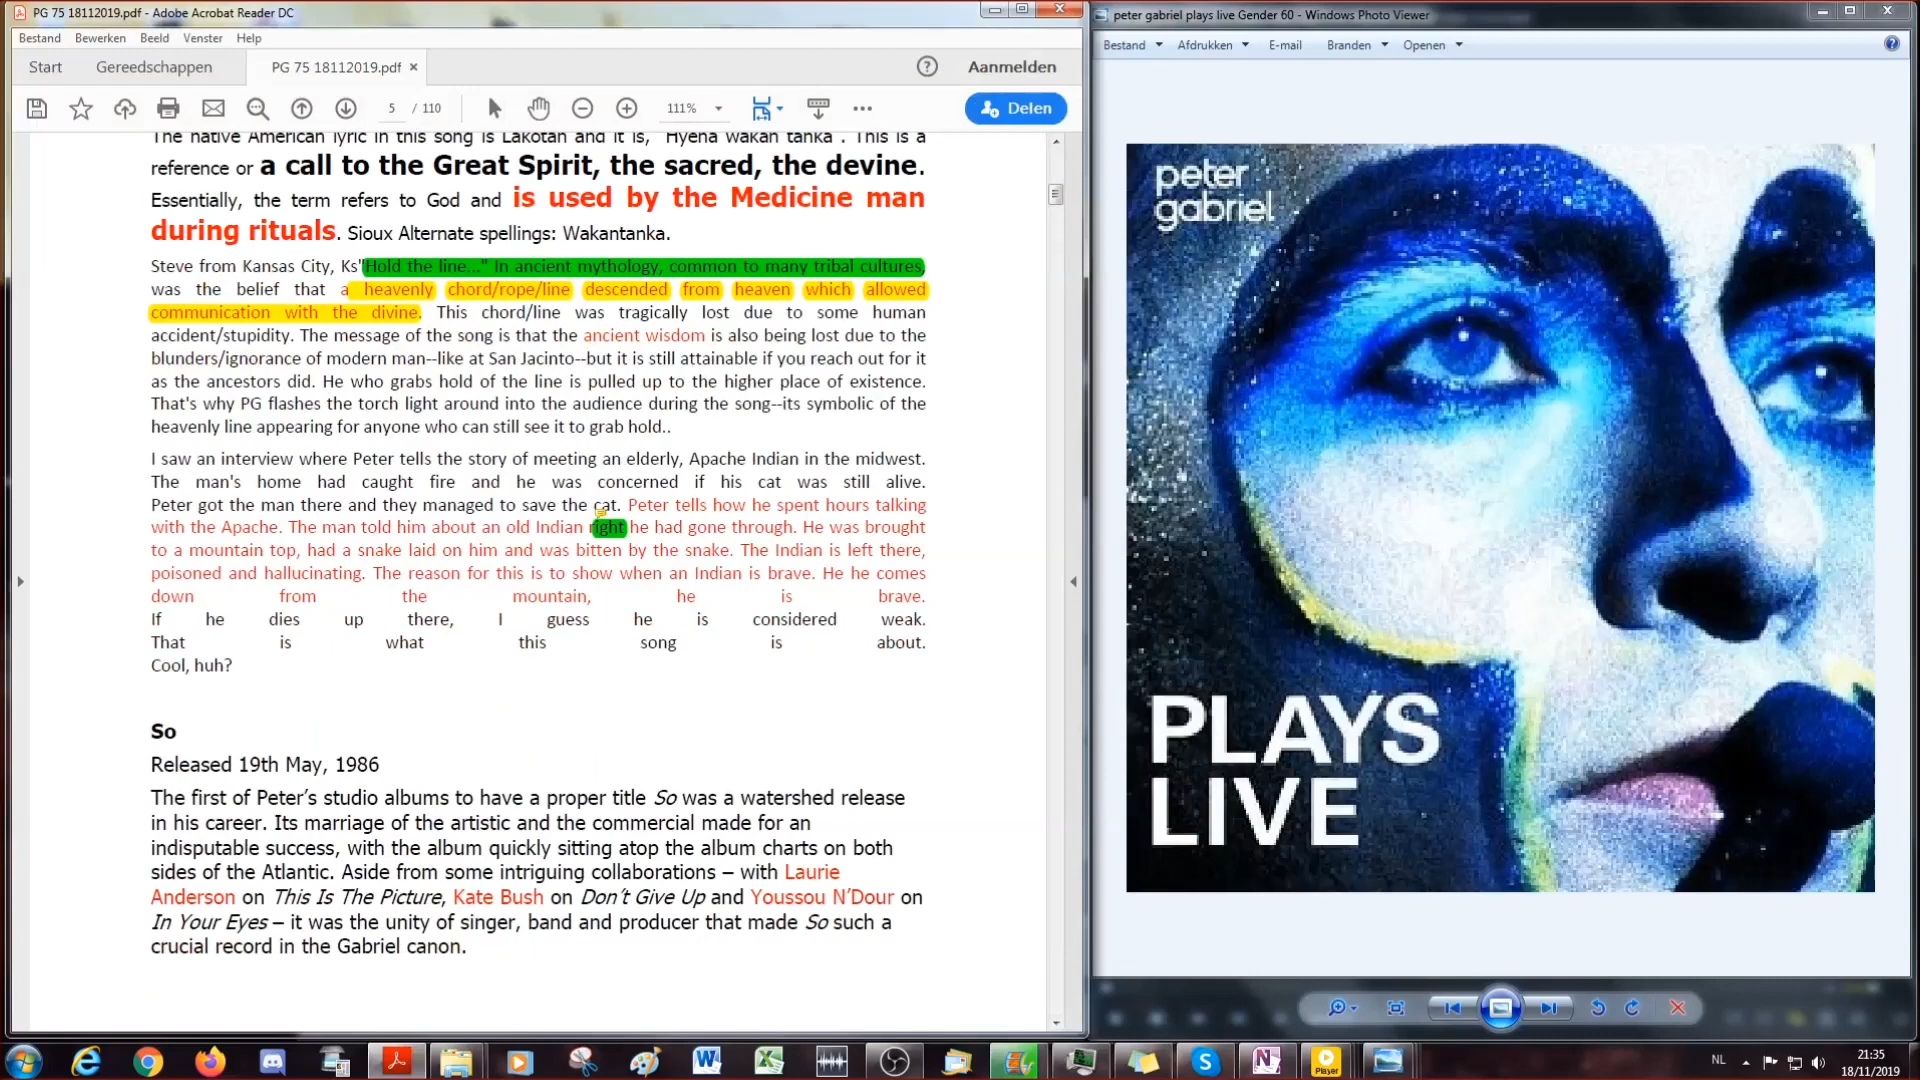 PG 75 18112019.pdf - Adobe Acrobat Reader DC
Bestand Bewerken Beeld Venster Help
Start Gereedschappen PG 75 18112019.pdf × Aanmelden
5 / 110 111% Delen
The native American lyric in this song is Lakotan and it is, "Hyena wakan tanka". This is a
reference or a call to the Great Spirit, the sacred, the devine.
Essentially, the term refers to God and is used by the Medicine man
during rituals. Sioux Alternate spellings: Wakantanka.
Steve from Kansas City, Ks"Hold the line..." In ancient mythology, common to many tribal cultures,
was the belief that a heavenly chord/rope/line descended from heaven which allowed
communication with the divine. This chord/line was tragically lost due to some human
accident/stupidity. The message of the song is that the ancient wisdom is also being lost due to the
blunders/ignorance of modern man--like at San Jacinto--but it is still attainable if you reach out for it
as the ancestors did. He who grabs hold of the line is pulled up to the higher place of existence.
That's why PG flashes the torch light around into the audience during the song--its symbolic of the
heavenly line appearing for anyone who can still see it to grab hold..
I saw an interview where Peter tells the story of meeting an elderly, Apache Indian in the midwest.
The man's home had caught fire and he was concerned if his cat was still alive.
Peter got the man there and they managed to save the cat. Peter tells how he spent hours talking
with the Apache. The man told him about an old Indian right he had gone through. He was brought
to a mountain top, had a snake laid on him and was bitten by the snake. The Indian is left there,
poisoned and hallucinating. The reason for this is to show when an Indian is brave. He he comes
down from the mountain, he is brave.
If he dies up there, I guess he is considered weak.
That is what this song is about.
Cool, huh?
So
Released 19th May, 1986
The first of Peter's studio albums to have a proper title So was a watershed release
in his career. Its marriage of the artistic and the commercial made for an
indisputable success, with the album quickly sitting atop the album charts on both
sides of the Atlantic. Aside from some intriguing collaborations – with Laurie
Anderson on This Is The Picture, Kate Bush on Don't Give Up and Youssou N'Dour on
In Your Eyes – it was the unity of singer, band and producer that made So such a
crucial record in the Gabriel canon.
peter gabriel plays live Gender 60 - Windows Photo Viewer
Bestand Afdrukken E-mail Branden Openen
peter
gabriel
PLAYS
LIVE
Player
NL
21:35
18/11/2019